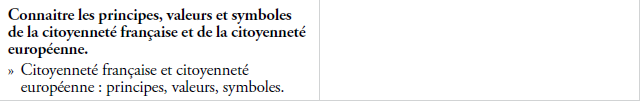 Connaitre les principes, valeurs et symboles
de la citoyenneté française et de la citoyenneté
européenne.
» Citoyenneté française et citoyenneté
européenne : principes, valeurs, symboles.